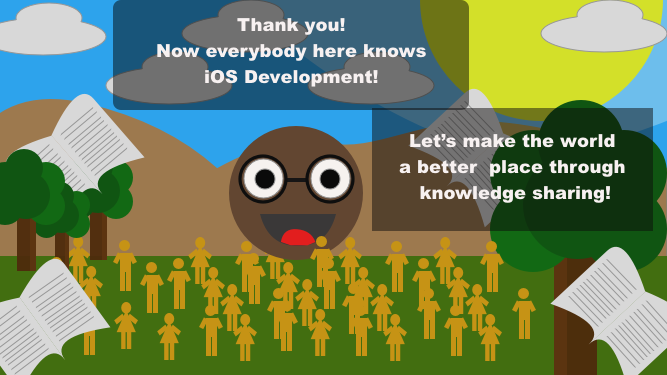 Thank you!
Now everybody here knows
iOS Development!
Let's make the world
a better  place through
knowledge sharing!